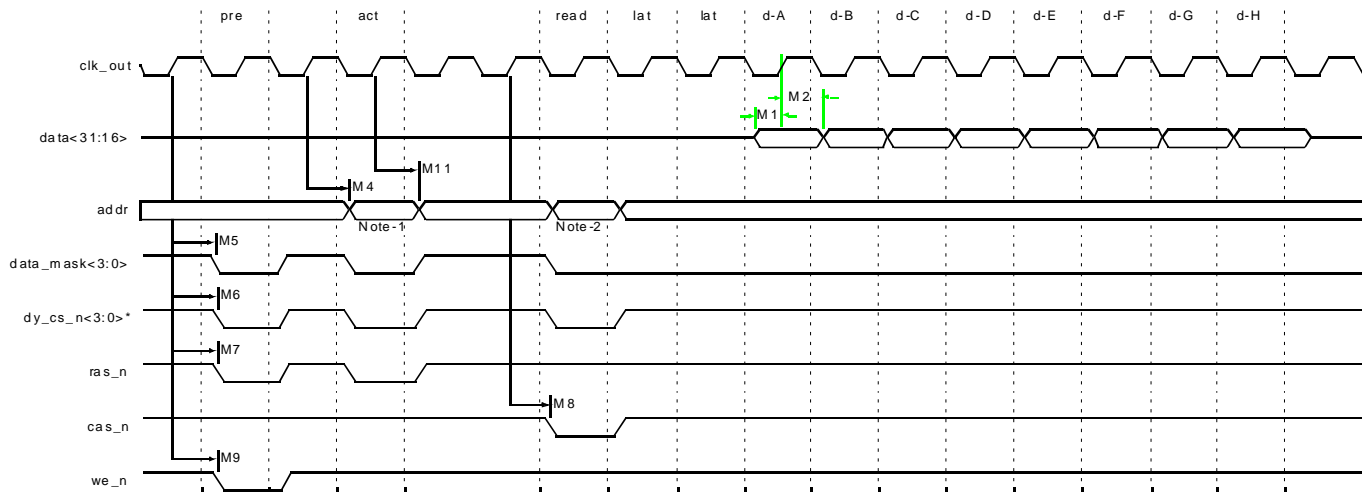 pre act read lat lat d-A d-B d-C d-D d-E d-F d-G d-H
clk_out
M2
M1
data<31:16>
M11
M4
addr
Note-1 Note-2
M5
data_mask<3:0>
M6
dy_cs_n<3:0>*
M7
ras_n
M8
cas_n
M9
we_n